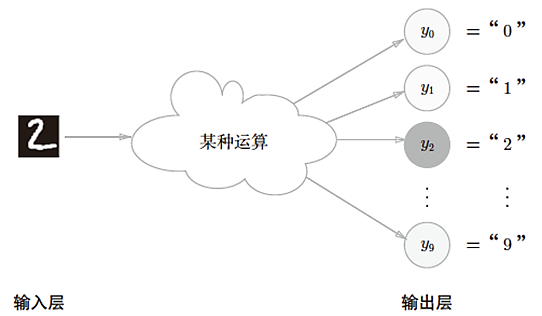 y₀ = “0”
y₁ = “1”
2 某种运算 y₂ = “2”
⋮ ⋮
y₉ = “9”
输入层 输出层